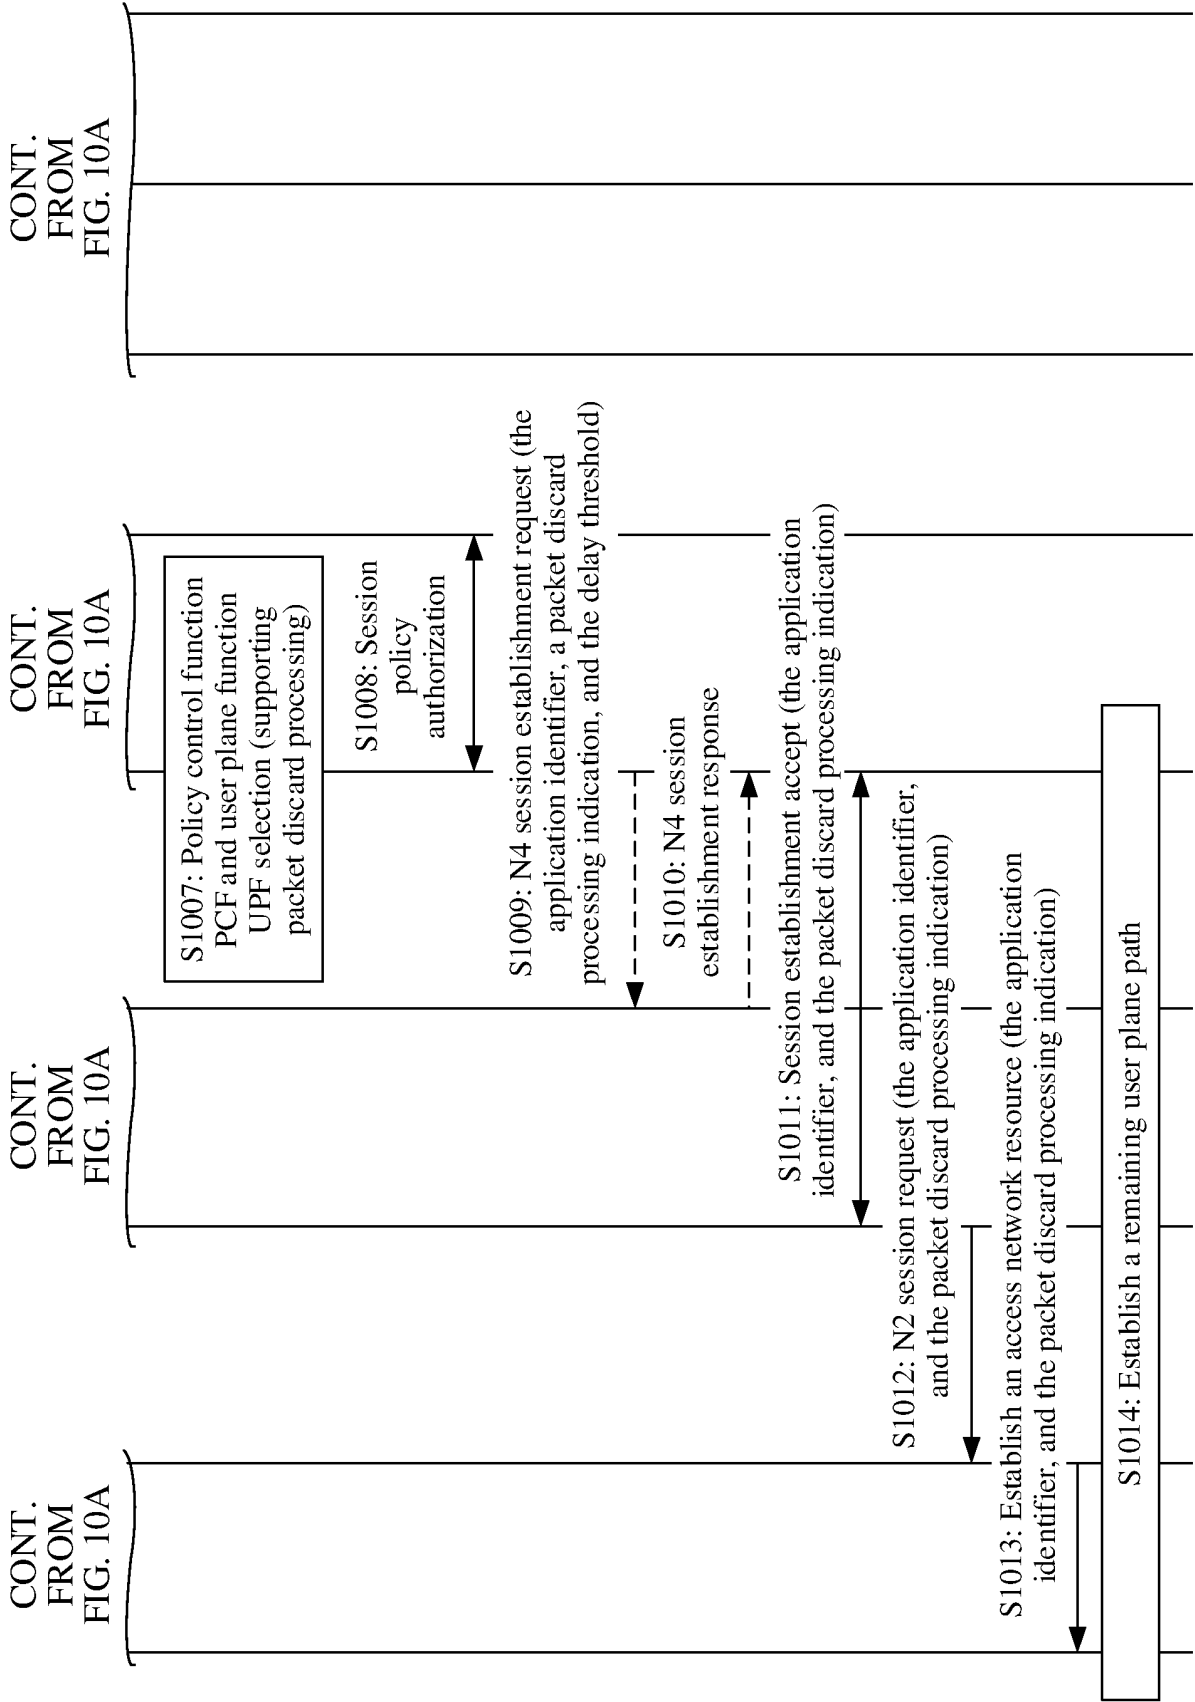 CONT.
FROM
FIG. 10A
CONT.
FROM
FIG. 10A
CONT.
FROM
FIG. 10A
CONT.
FROM
FIG. 10A
S1007: Policy control function
PCF and user plane function
UPF selection (supporting
packet discard processing)
S1008: Session
policy
authorization
S1009: N4 session establishment request (the
application identifier, a packet discard
processing indication, and the delay threshold)
S1010: N4 session
establishment response
S1011: Session establishment accept (the application
identifier, and the packet discard processing indication)
S1012: N2 session request (the application identifier,
and the packet discard processing indication)
S1013: Establish an access network resource (the application
identifier, and the packet discard processing indication)
S1014: Establish a remaining user plane path